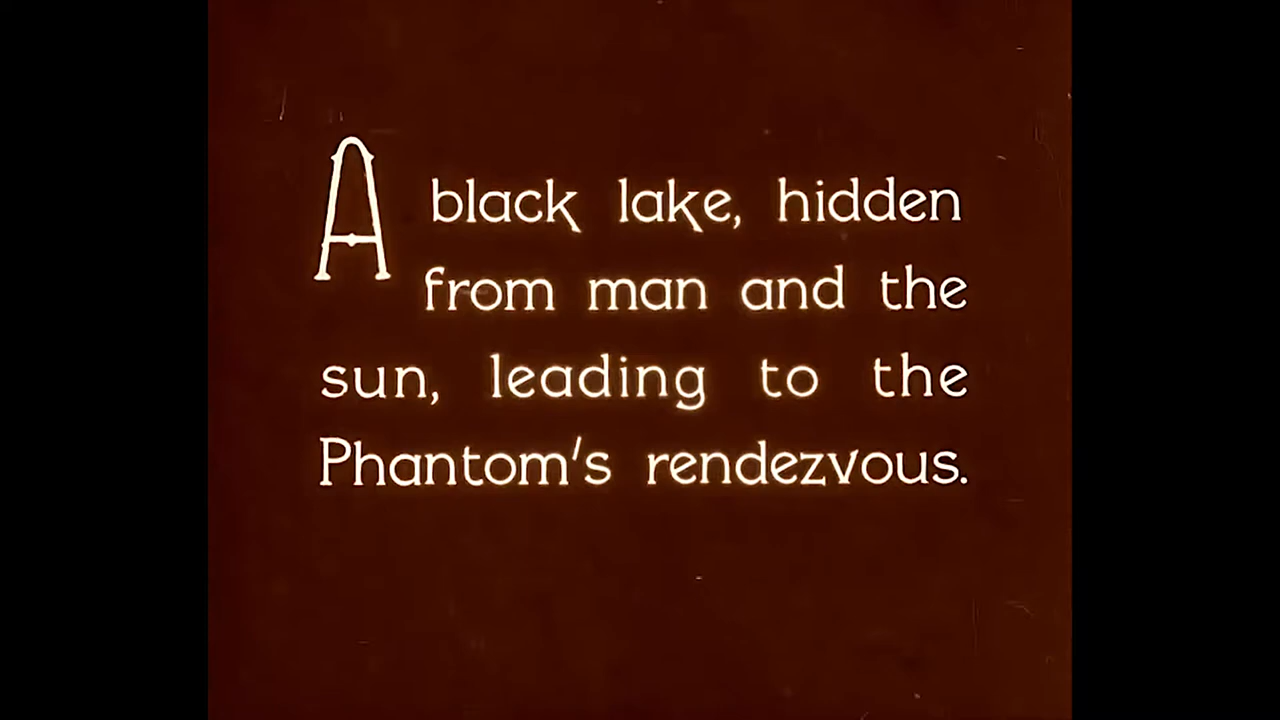 A black lake, hidden
from man and the
sun, leading to the
Phantom's rendezvous.